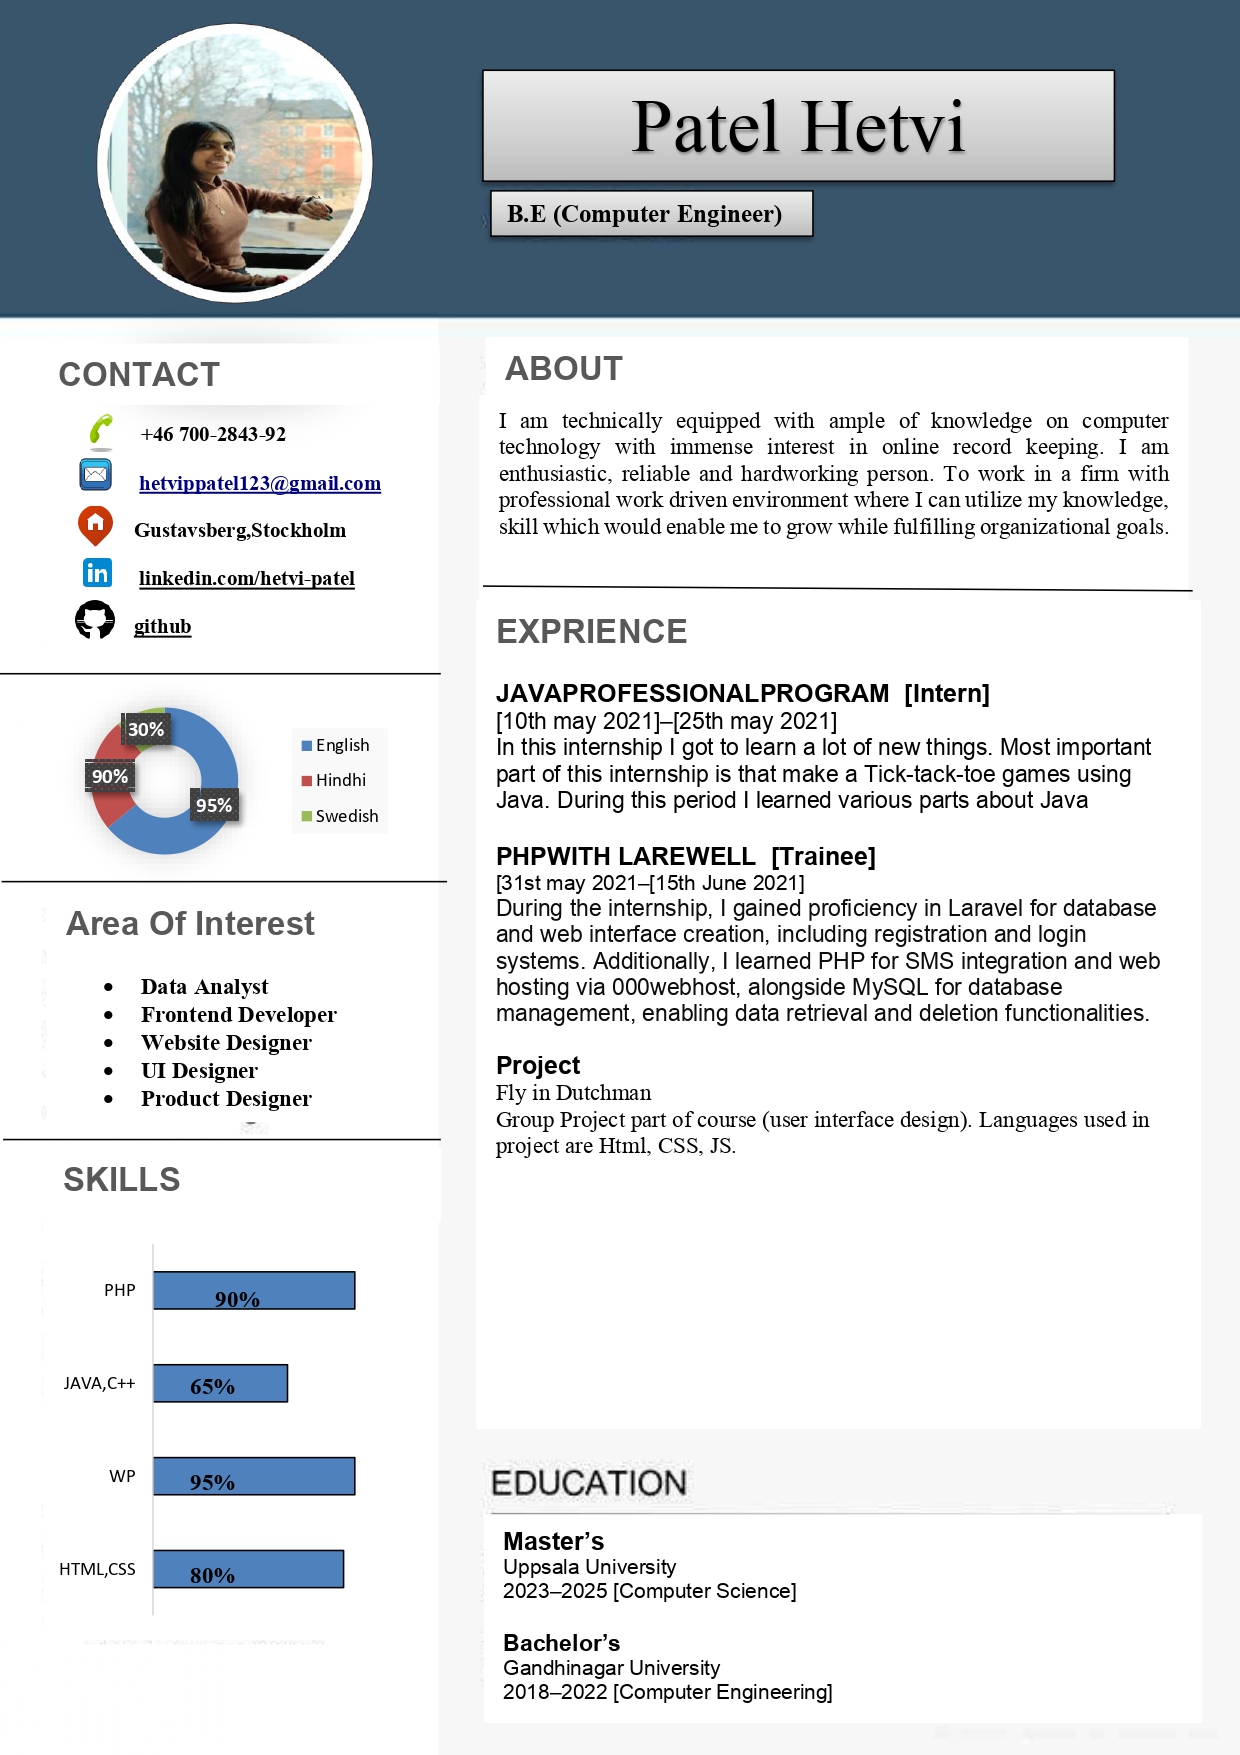 Patel Hetvi
B.E (Computer Engineer)
CONTACT
+46 700-2843-92
hetvippatel123@gmail.com
Gustavsberg,Stockholm
in linkedin.com/hetvi-patel
github
30%
90%
95%
English
Hindhi
Swedish
Area Of Interest
• Data Analyst
• Frontend Developer
• Website Designer
• UI Designer
• Product Designer
SKILLS
PHP 90%
JAVA,C++ 65%
WP 95%
HTML,CSS 80%
ABOUT
I am technically equipped with ample of knowledge on computer
technology with immense interest in online record keeping. I am
enthusiastic, reliable and hardworking person. To work in a firm with
professional work driven environment where I can utilize my knowledge,
skill which would enable me to grow while fulfilling organizational goals.
EXPRIENCE
JAVAPROFESSIONALPROGRAM [Intern]
[10th may 2021]–[25th may 2021]
In this internship I got to learn a lot of new things. Most important
part of this internship is that make a Tick-tack-toe games using
Java. During this period I learned various parts about Java
PHPWITH LAREWELL [Trainee]
[31st may 2021–[15th June 2021]
During the internship, I gained proficiency in Laravel for database
and web interface creation, including registration and login
systems. Additionally, I learned PHP for SMS integration and web
hosting via 000webhost, alongside MySQL for database
management, enabling data retrieval and deletion functionalities.
Project
Fly in Dutchman
Group Project part of course (user interface design). Languages used in
project are Html, CSS, JS.
EDUCATION
Master’s
Uppsala University
2023–2025 [Computer Science]
Bachelor’s
Gandhinagar University
2018–2022 [Computer Engineering]